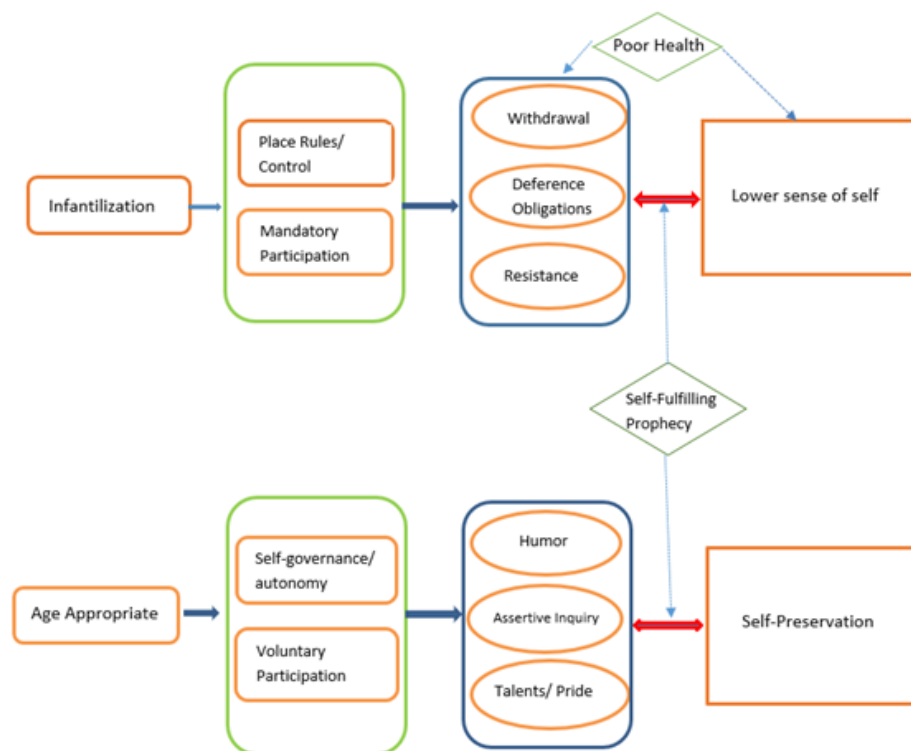 Poor Health
Withdrawal
Place Rules/
Control
Deference
Obligations
Infantilization
Lower sense of self
Mandatory
Participation
Resistance
Self-Fulfilling
Prophecy
Humor
Self-governance/
autonomy
Age Appropriate
Assertive Inquiry
Self-Preservation
Voluntary
Participation
Talents/ Pride